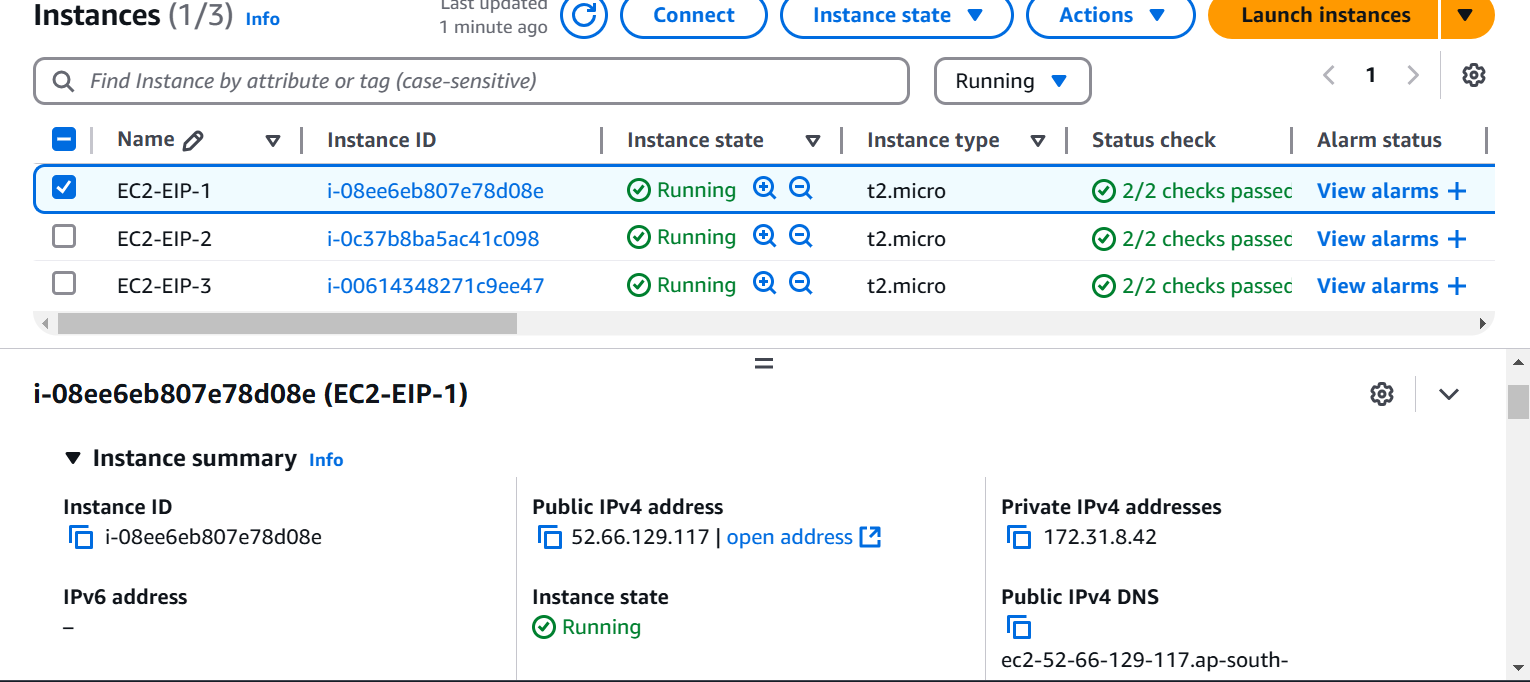 Instances (1/3) Info
Last updated
1 minute ago
Connect
Instance state
Actions
Launch instances
Find Instance by attribute or tag (case-sensitive)
Running
1
Name Instance ID Instance state Instance type Status check Alarm status
EC2-EIP-1 i-08ee6eb807e78d08e Running t2.micro 2/2 checks passed View alarms +
EC2-EIP-2 i-0c37b8ba5ac41c098 Running t2.micro 2/2 checks passed View alarms +
EC2-EIP-3 i-00614348271c9ee47 Running t2.micro 2/2 checks passed View alarms +
i-08ee6eb807e78d08e (EC2-EIP-1)
Instance summary Info
Instance ID
i-08ee6eb807e78d08e
Public IPv4 address
52.66.129.117 | open address
Private IPv4 addresses
172.31.8.42
IPv6 address
–
Instance state
Running
Public IPv4 DNS
ec2-52-66-129-117.ap-south-